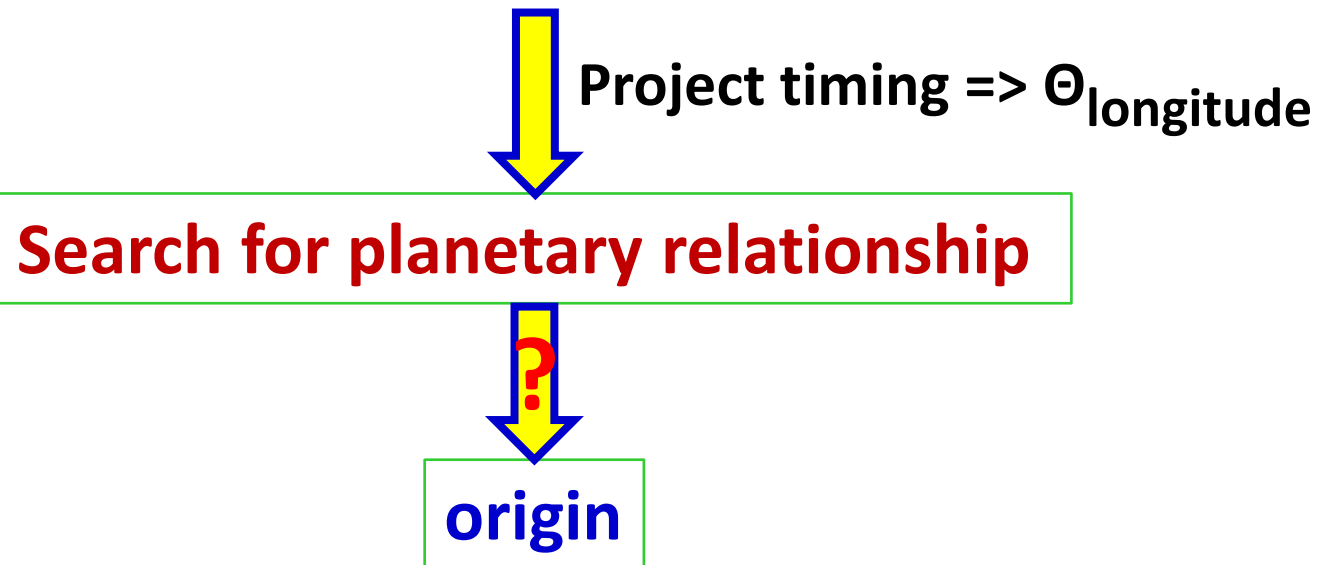 Project timing => Θlongitude
Search for planetary relationship
?
origin